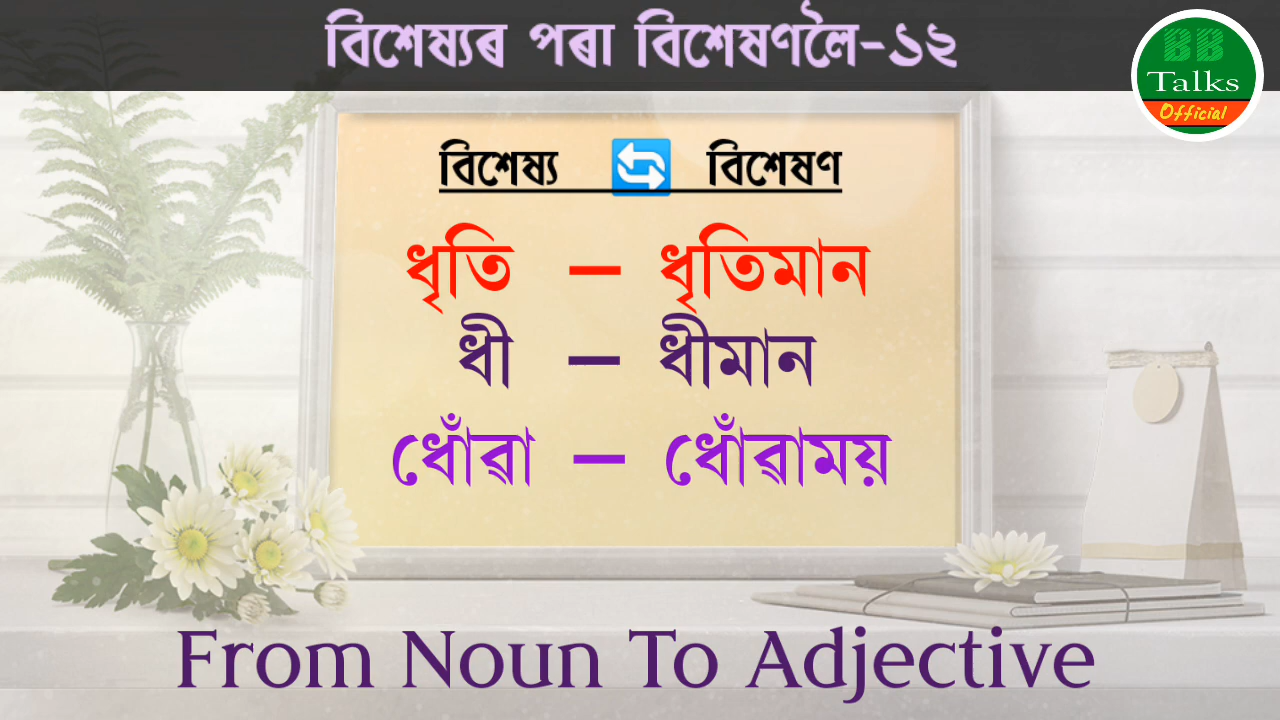 বিশেষ্যৰ পৰা বিশেষণলৈ-১২
BB
Talks
Official
বিশেষ্য 🔄 বিশেষণ
ধৃতি – ধৃতিমান
ধী – ধীমান
ধোঁৱা – ধোঁৱাময়
From Noun To Adjective